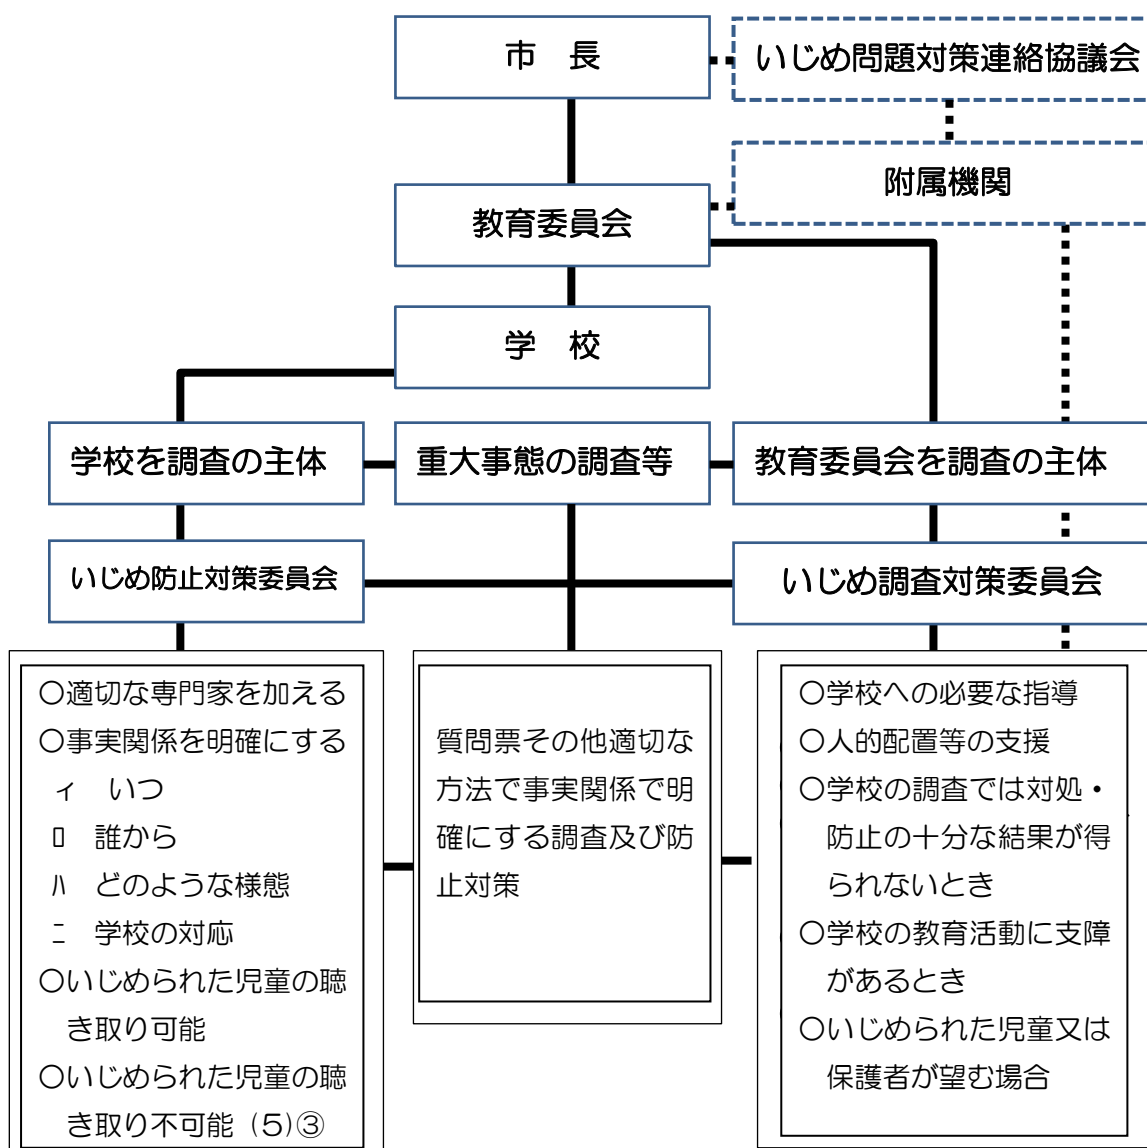 市　長
いじめ問題対策連絡協議会
附属機関
教育委員会
学　校
学校を調査の主体
重大事態の調査等
教育委員会を調査の主体
いじめ防止対策委員会
いじめ調査対策委員会
○適切な専門家を加える
○事実関係を明確にする
ィ　いつ
ﾛ　誰から
ﾊ　どのような様態
ﾆ　学校の対応
○いじめられた児童の聴
き取り可能
○いじめられた児童の聴
き取り不可能 (5)③
質問票その他適切な
方法で事実関係で明
確にする調査及び防
止対策
○学校への必要な指導
○人的配置等の支援
○学校の調査では対処・
防止の十分な結果が得
られないとき
○学校の教育活動に支障
があるとき
○いじめられた児童又は
保護者が望む場合